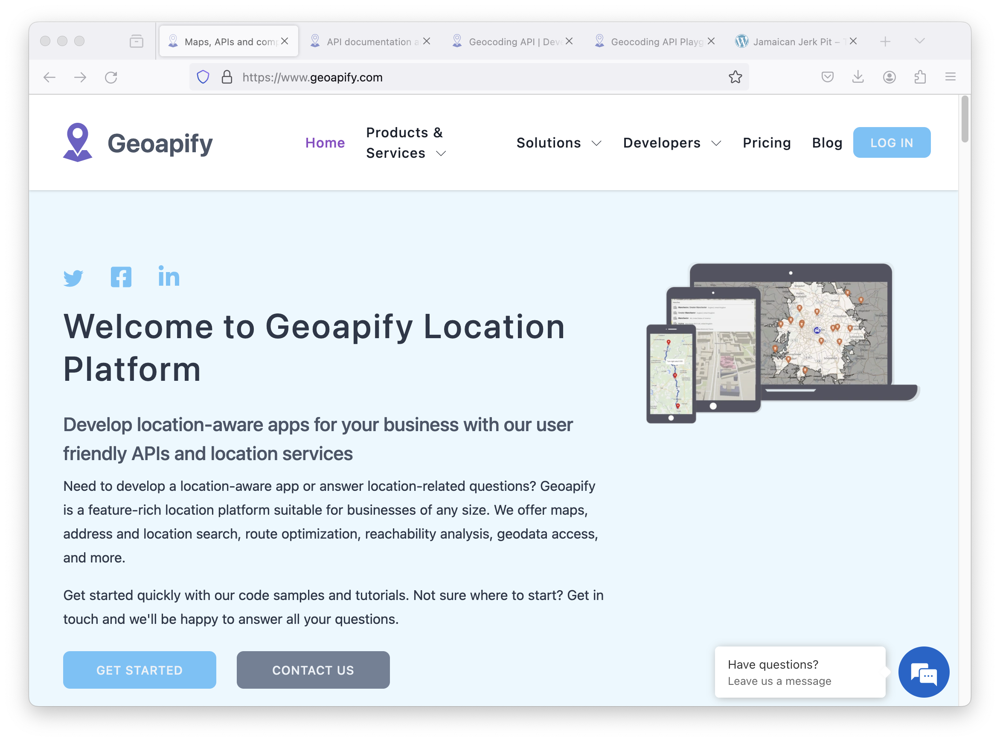 Maps, APIs and com
API documentation a
Geocoding API | Dev
Geocoding API Playg
Jamaican Jerk Pit –
https://www.geoapify.com
Geoapify
Home
Products &
Services
Solutions
Developers
Pricing
Blog
LOG IN
Welcome to Geoapify Location
Platform
Develop location-aware apps for your business with our user
friendly APIs and location services
Need to develop a location-aware app or answer location-related questions? Geoapify
is a feature-rich location platform suitable for businesses of any size. We offer maps,
address and location search, route optimization, reachability analysis, geodata access,
and more.
Get started quickly with our code samples and tutorials. Not sure where to start? Get in
touch and we'll be happy to answer all your questions.
GET STARTED
CONTACT US
Have questions?
Leave us a message